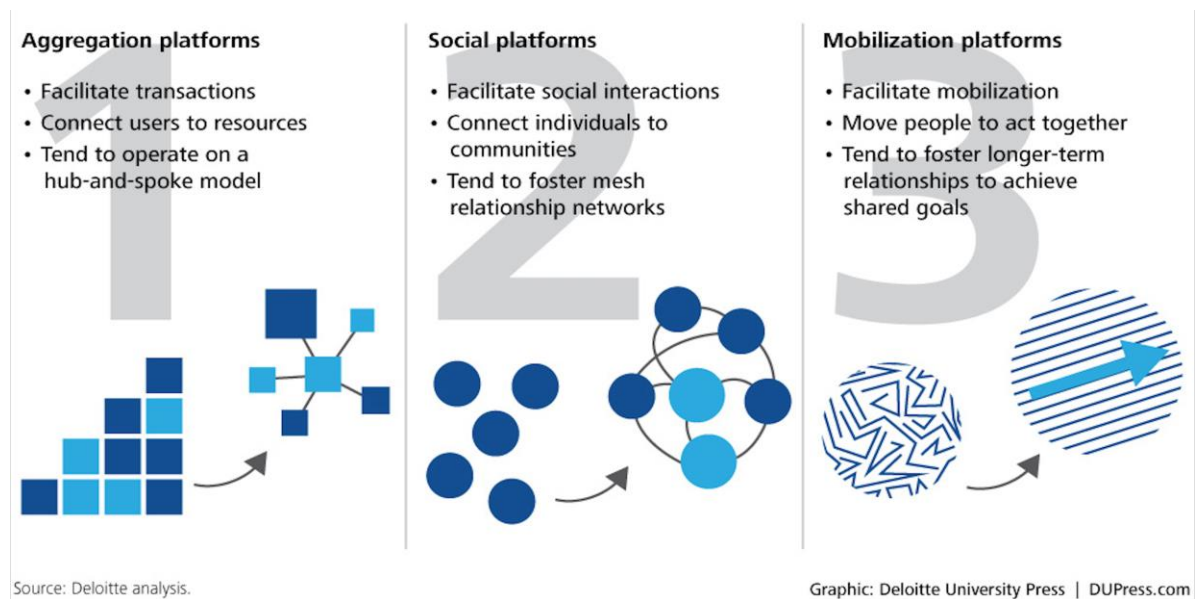 1
Aggregation platforms
• Facilitate transactions
• Connect users to resources
• Tend to operate on a
hub-and-spoke model
2
Social platforms
• Facilitate social interactions
• Connect individuals to
communities
• Tend to foster mesh
relationship networks
3
Mobilization platforms
• Facilitate mobilization
• Move people to act together
• Tend to foster longer-term
relationships to achieve
shared goals
Source: Deloitte analysis.
Graphic: Deloitte University Press | DUPress.com